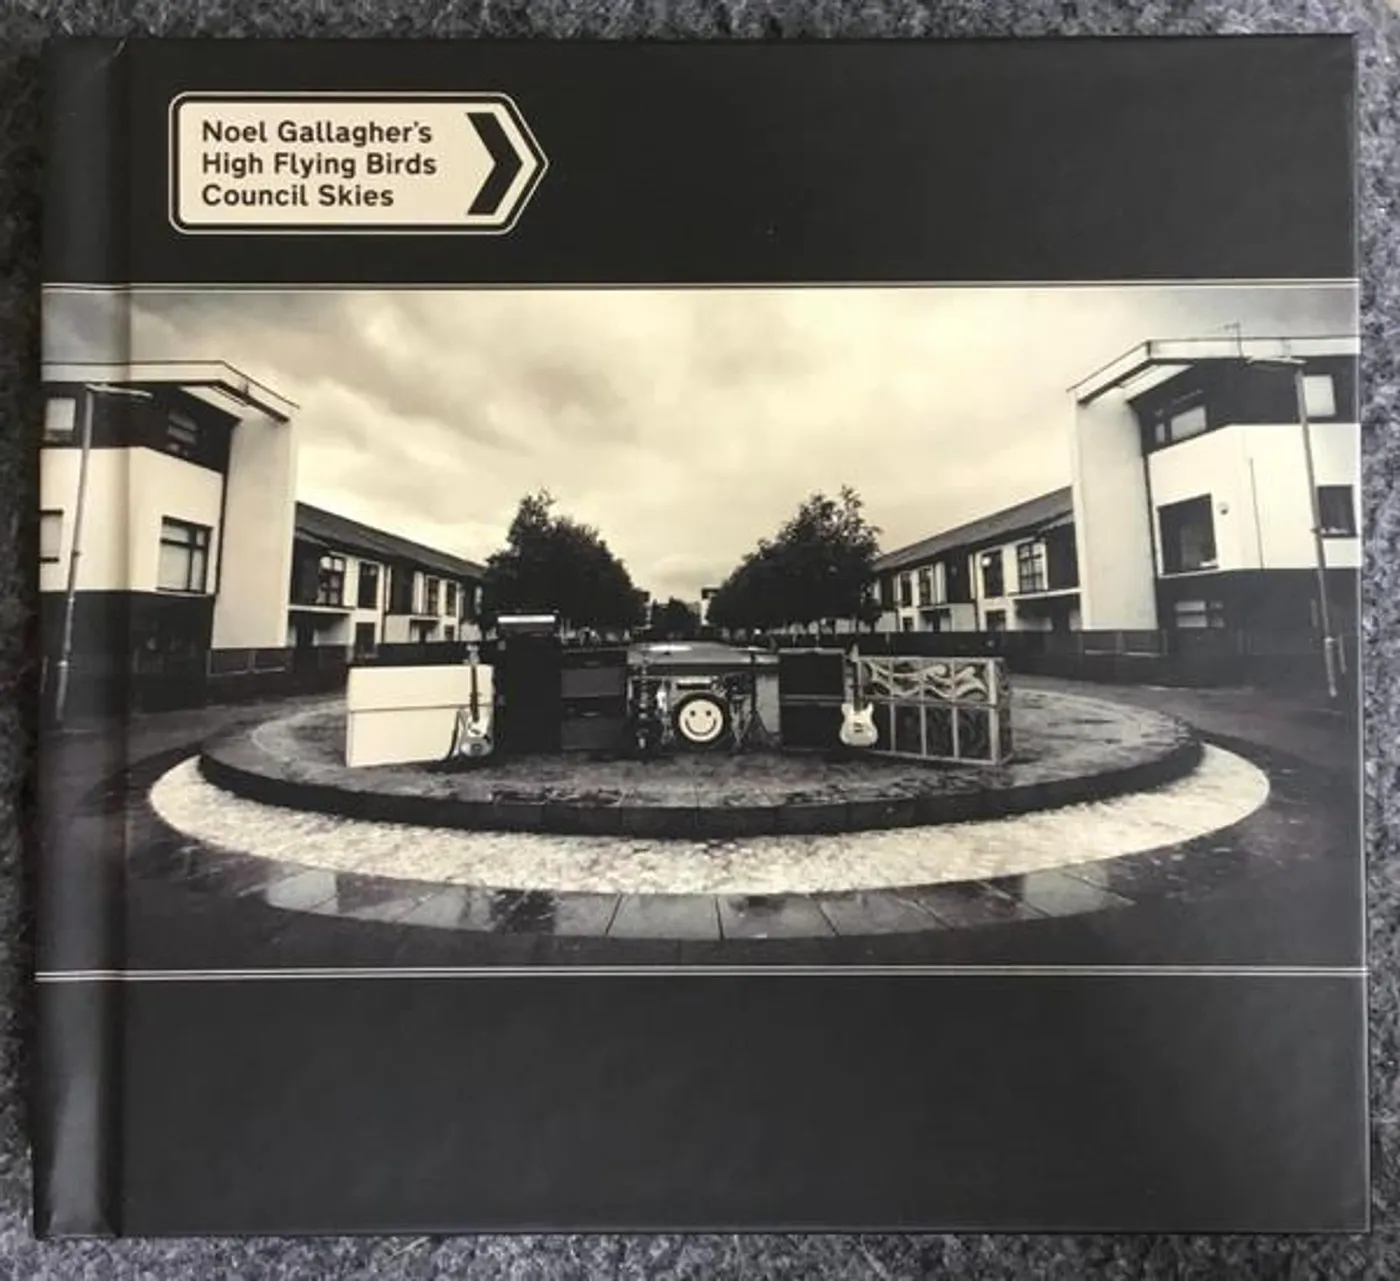 Noel Gallagher's
High Flying Birds
Council Skies